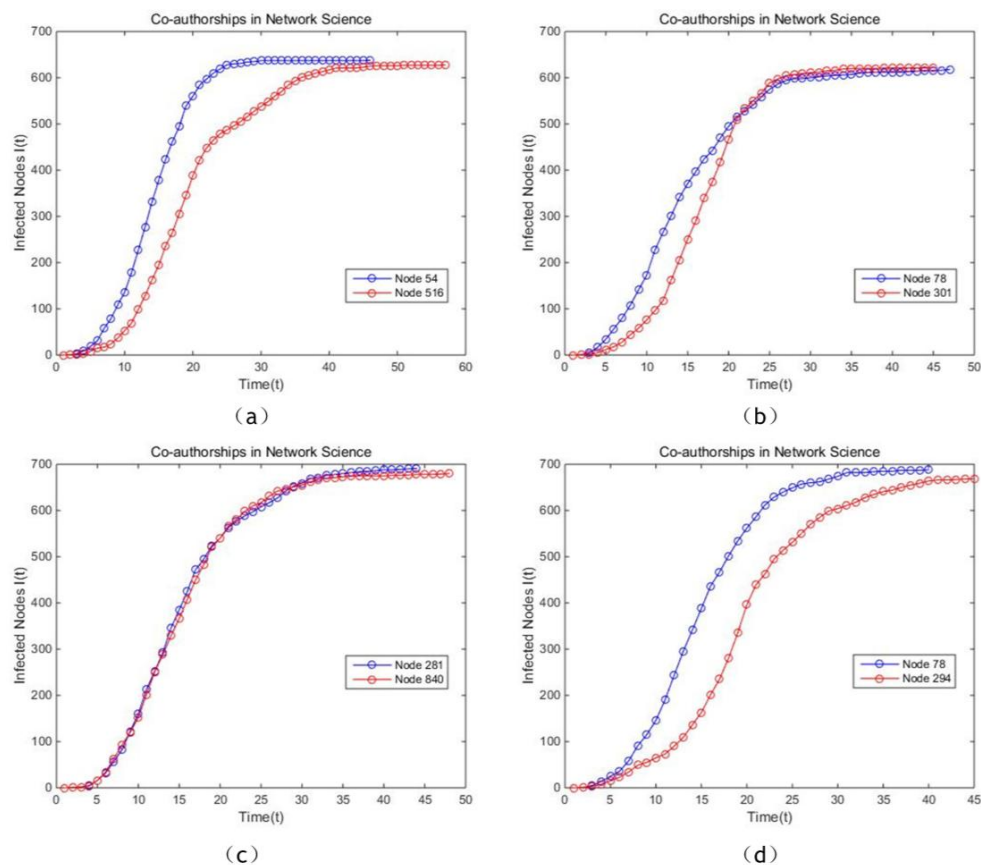 Co-authorships in Network Science
700
600
500
400
300
200
100
0
Infected Nodes I(t)
Node 54
Node 516
0 10 20 30 40 50 60
Time(t)
（a）
Co-authorships in Network Science
700
600
500
400
300
200
100
0
Infected Nodes I(t)
Node 78
Node 301
0 5 10 15 20 25 30 35 40 45 50
Time(t)
（b）
Co-authorships in Network Science
700
600
500
400
300
200
100
0
Infected Nodes I(t)
Node 281
Node 840
0 5 10 15 20 25 30 35 40 45 50
Time(t)
（c）
Co-authorships in Network Science
700
600
500
400
300
200
100
0
Infected Nodes I(t)
Node 78
Node 294
0 5 10 15 20 25 30 35 40 45
Time(t)
（d）